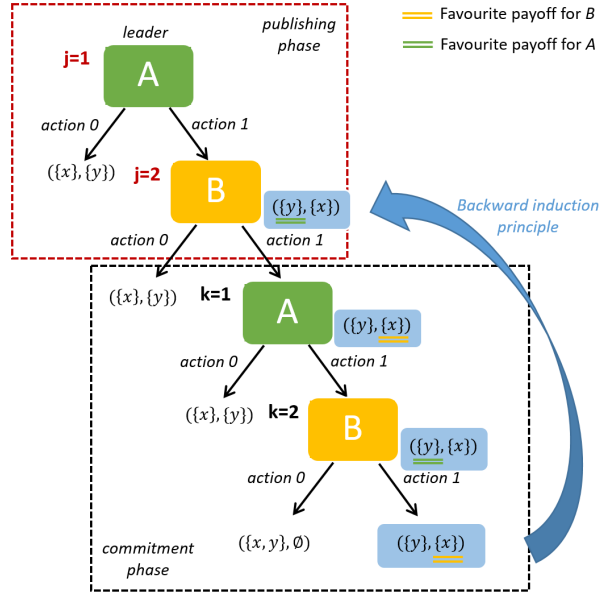 leader
publishing
phase
Favourite payoff for B
Favourite payoff for A
j=1
A
action 0
action 1
({x},{y})
j=2
B
({y},{x})
Backward induction
principle
action 0
action 1
({x},{y})
k=1
A
({y},{x})
action 0
action 1
({x},{y})
k=2
B
({y},{x})
action 0
action 1
({x,y},∅)
({y},{x})
commitment
phase